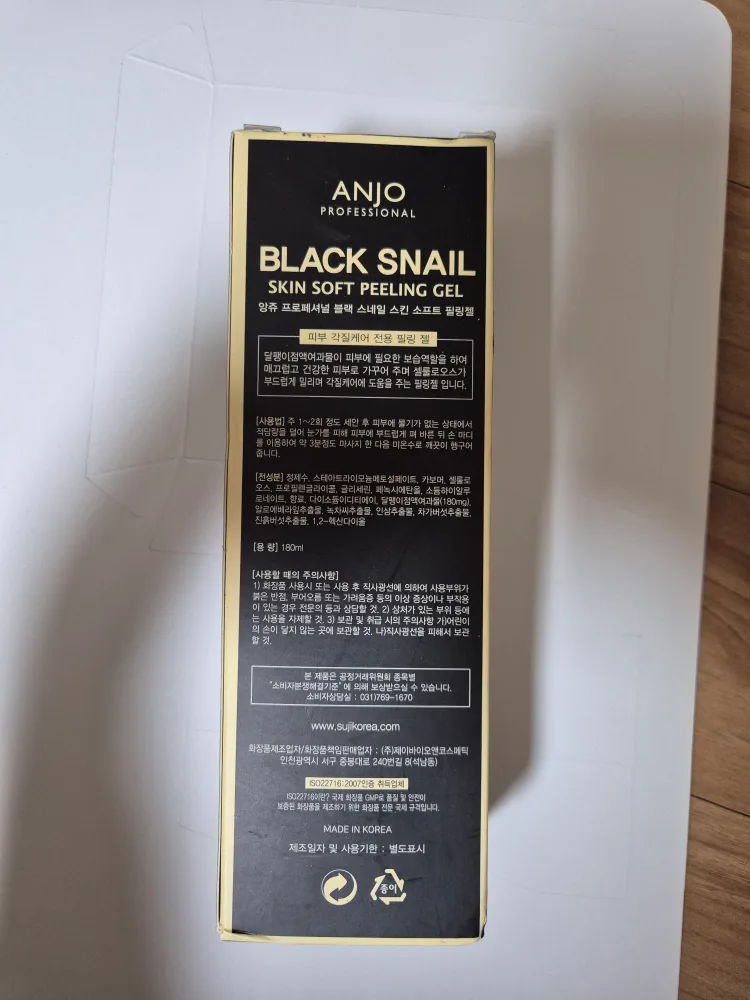 ANJO
PROFESSIONAL
BLACK SNAIL
SKIN SOFT PEELING GEL
앙쥬 프로페셔널 블랙 스네일 스킨 소프트 필링젤
피부 각질케어 전용 필링 젤
달팽이점액여과물이 피부에 필요한 보습역할을 하여
매끄럽고 건강한 피부로 가꾸어 주며 셀룰로오스가
부드럽게 밀리며 각질케어에 도움을 주는 필링젤 입니다.
[사용법] 주 1~2회 정도 세안 후 피부에 물기가 없는 상태에서
적당량을 덜어 눈가를 피해 피부에 부드럽게 펴 바른 뒤 손 마디
를 이용하여 약 3분정도 마사지 한 다음 미온수로 깨끗이 헹구어
줍니다.
[전성분] 정제수, 스테아트라이모늄메토설페이트, 카보머, 셀룰로
오스, 프로필렌글라이콜, 글리세린, 페녹시에탄올, 소듐하이알루
로네이트, 향료, 다이소듐이디티에이, 달팽이점액여과물(180mg),
알로에베라잎추출물, 녹차씨추출물, 인삼추출물, 차가버섯추출물,
진흙버섯추출물, 1,2-헥산다이올
[용 량] 180ml
[사용할 때의 주의사항]
1) 화장품 사용시 또는 사용 후 직사광선에 의하여 사용부위가
붉은 반점, 부어오름 또는 가려움증 등의 이상 증상이나 부작용
이 있는 경우 전문의 등과 상담할 것. 2) 상처가 있는 부위 등에
는 사용을 자제할 것. 3) 보관 및 취급 시의 주의사항 가)어린이
의 손이 닿지 않는 곳에 보관할 것. 나)직사광선을 피해서 보관
할 것.
본 제품은 공정거래위원회 종목별
"소비자분쟁해결기준" 에 의해 보상받으실 수 있습니다.
소비자상담실 : 031)769-1670
www.sujikorea.com
화장품제조업자/화장품책임판매업자 : (주)제이바이오앤코스메틱
인천광역시 서구 중봉대로 240번길 8(석남동)
ISO22716:2007인증 취득업체
ISO22716이란? 국제 화장품 GMP로 품질 및 안전이
보증된 화장품을 제조하기 위한 화장품 전문 국제 규격입니다.
MADE IN KOREA
제조일자 및 사용기한 : 별도표시
종이